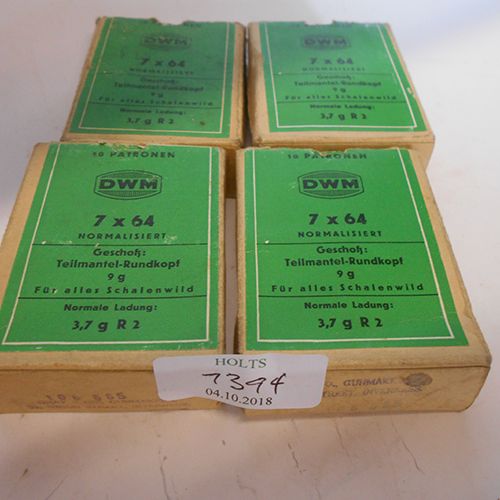 DWM
7 x 64
NORMALISIERT
Geschoß:
Teilmantel-Rundkopf
9 g
Für alles Schalenwild
Normale Ladung:
3,7 g R 2
DWM
7 x 64
NORMALISIERT
Geschoß:
Teilmantel-Rundkopf
9 g
Für alles Schalenwild
Normale Ladung:
3,7 g R 2
10 PATRONEN
DWM
7 x 64
NORMALISIERT
Geschoß:
Teilmantel-Rundkopf
9 g
Für alles Schalenwild
Normale Ladung:
3,7 g R 2
10 PATRONEN
DWM
7 x 64
NORMALISIERT
Geschoß:
Teilmantel-Rundkopf
9 g
Für alles Schalenwild
Normale Ladung:
3,7 g R 2
HOLTS
7394
04.10.2018